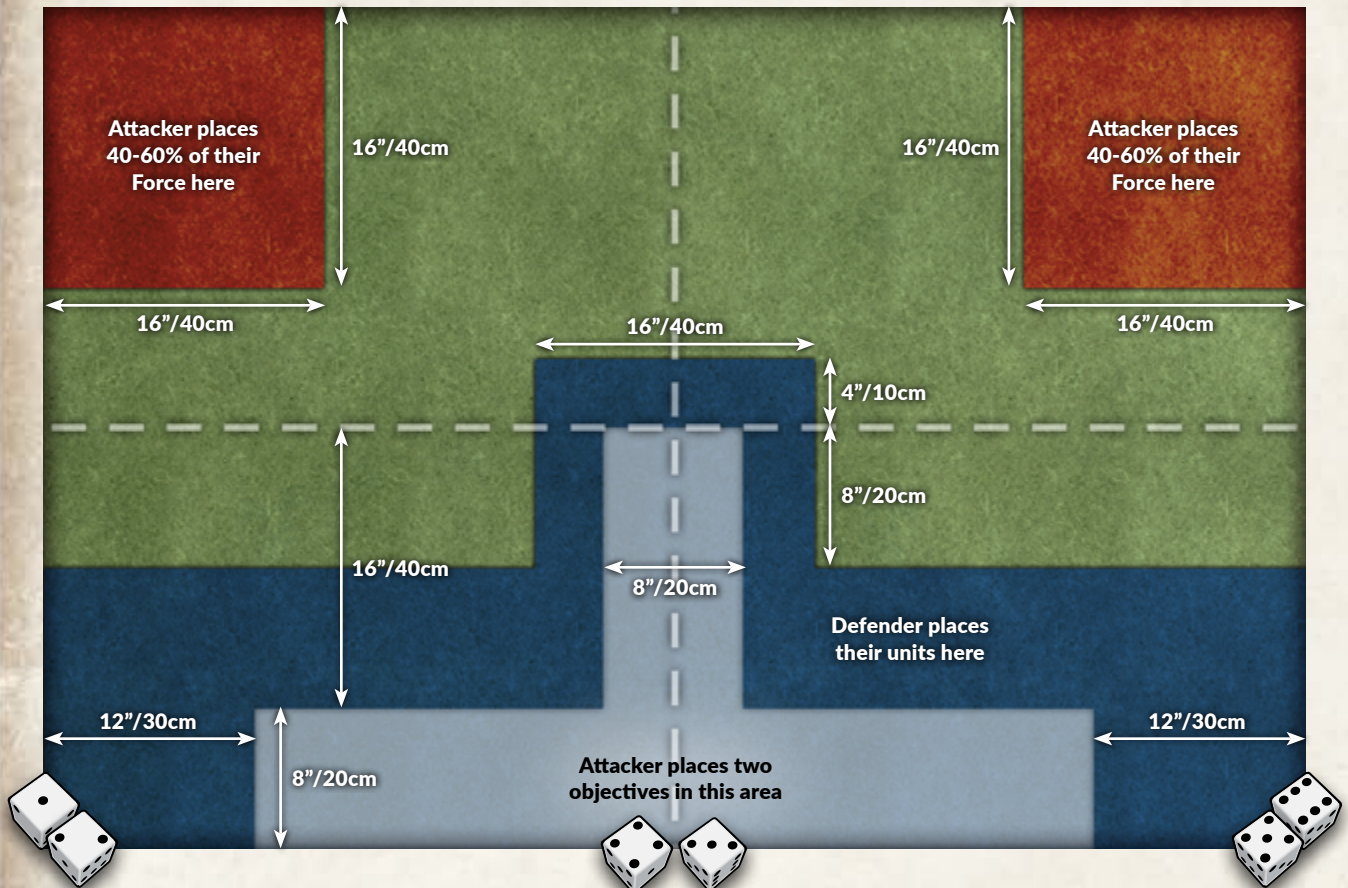 Attacker places
40-60% of their
Force here
16”/40cm
16”/40cm
Attacker places
40-60% of their
Force here
16”/40cm
16”/40cm
16”/40cm
4”/10cm
8”/20cm
16”/40cm
8”/20cm
Defender places
their units here
12”/30cm
12”/30cm
8”/20cm
Attacker places two
objectives in this area